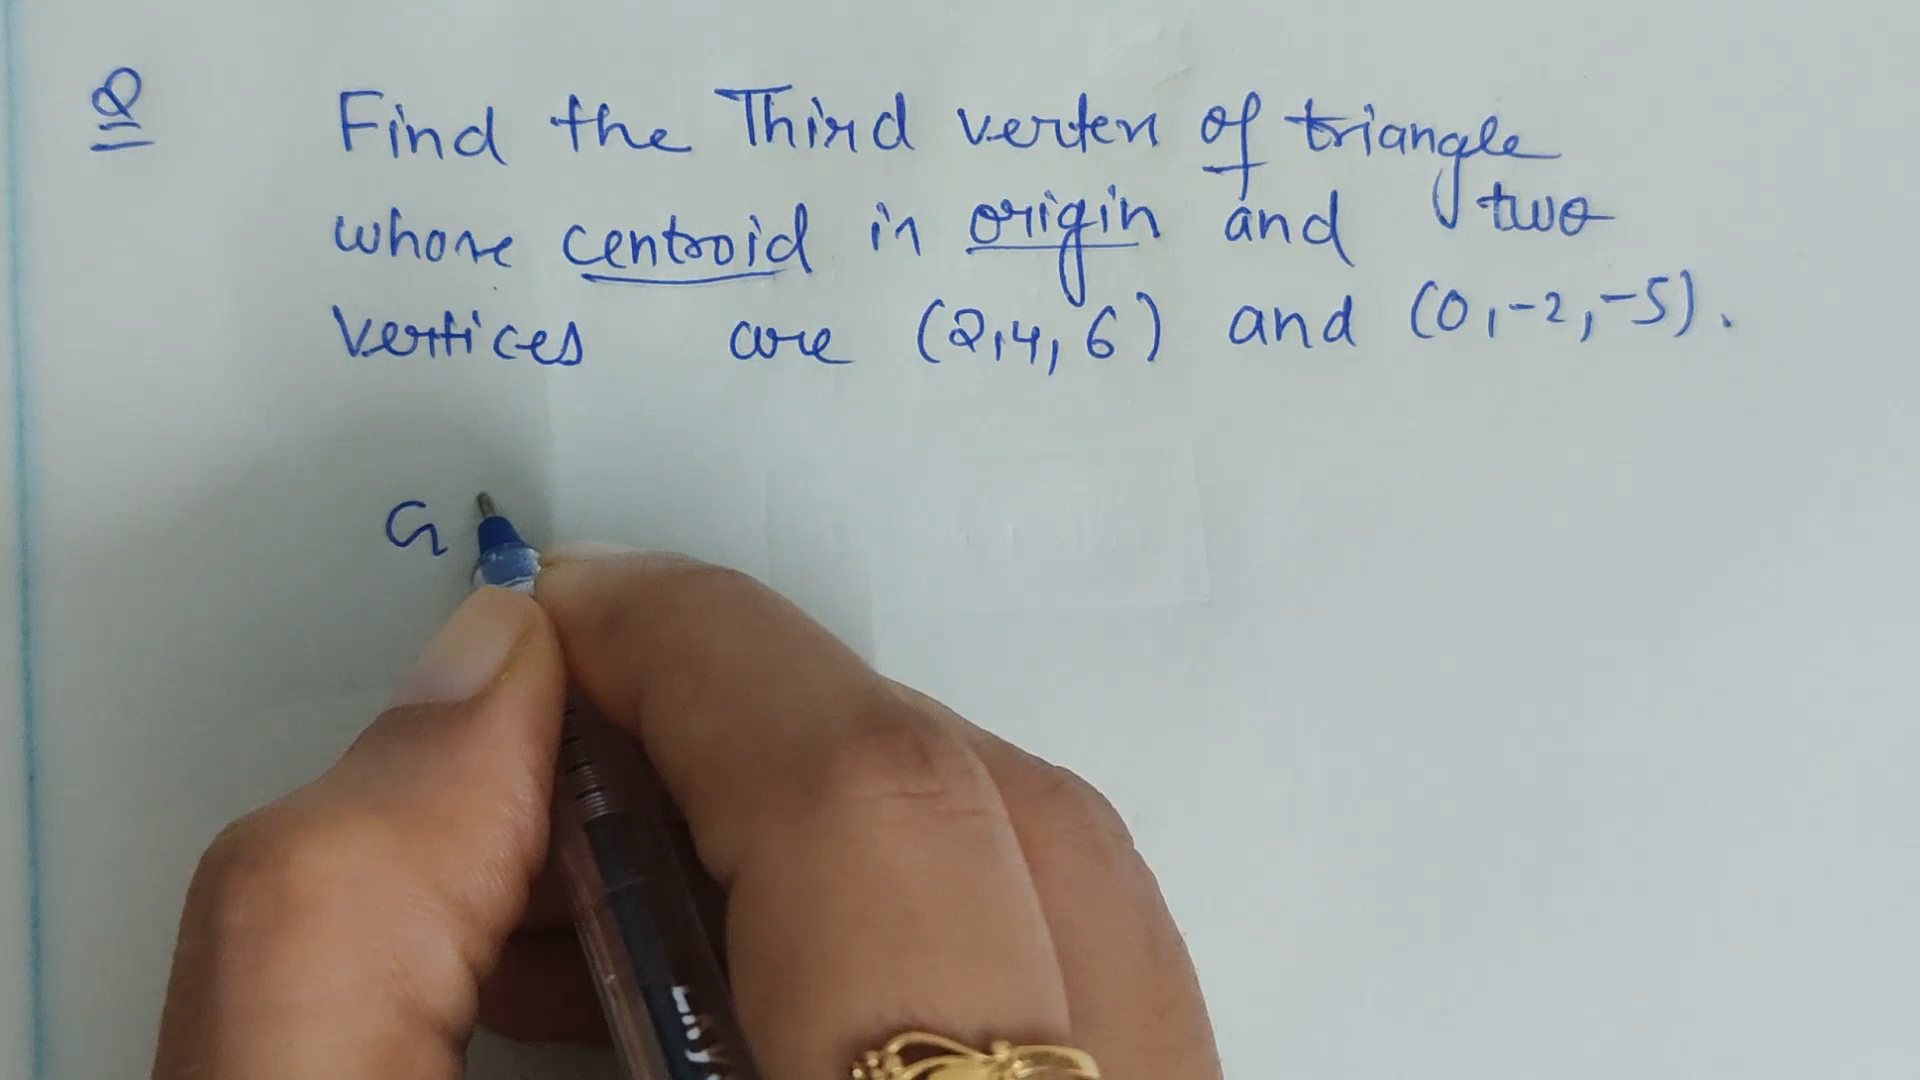 Q Find the Third vertex of triangle
whose centroid is origin and two
vertices are (2,4,6) and (0,-2,-5).
G